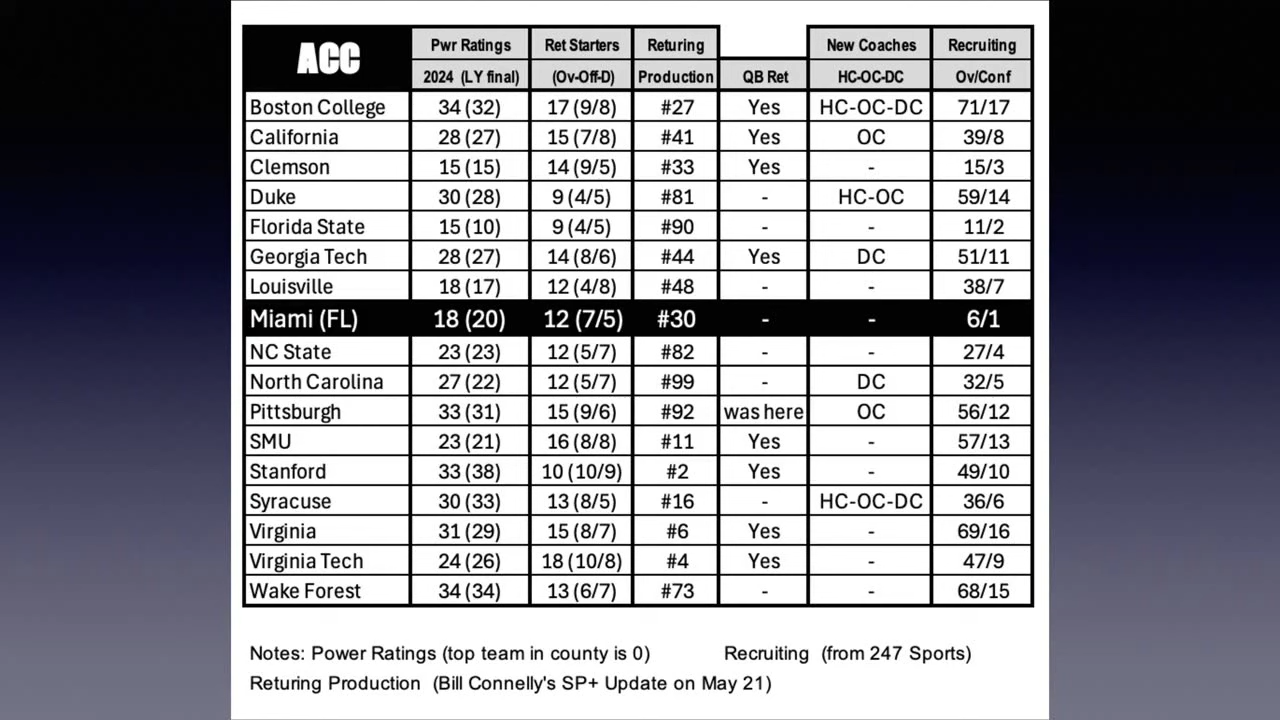 ACC Pwr Ratings Ret Starters Returing New Coaches Recruiting
2024 (LY final) (Ov-Off-D) Production QB Ret HC-OC-DC Ov/Conf
Boston College 34 (32) 17 (9/8) #27 Yes HC-OC-DC 71/17
California 28 (27) 15 (7/8) #41 Yes OC 39/8
Clemson 15 (15) 14 (9/5) #33 Yes - 15/3
Duke 30 (28) 9 (4/5) #81 - HC-OC 59/14
Florida State 15 (10) 9 (4/5) #90 - - 11/2
Georgia Tech 28 (27) 14 (8/6) #44 Yes DC 51/11
Louisville 18 (17) 12 (4/8) #48 - - 38/7
Miami (FL) 18 (20) 12 (7/5) #30 - - 6/1
NC State 23 (23) 12 (5/7) #82 - - 27/4
North Carolina 27 (22) 12 (5/7) #99 - DC 32/5
Pittsburgh 33 (31) 15 (9/6) #92 was here OC 56/12
SMU 23 (21) 16 (8/8) #11 Yes - 57/13
Stanford 33 (38) 10 (10/9) #2 Yes - 49/10
Syracuse 30 (33) 13 (8/5) #16 - HC-OC-DC 36/6
Virginia 31 (29) 15 (8/7) #6 Yes - 69/16
Virginia Tech 24 (26) 18 (10/8) #4 Yes - 47/9
Wake Forest 34 (34) 13 (6/7) #73 - - 68/15
Notes: Power Ratings (top team in county is 0) Recruiting (from 247 Sports)
Returing Production (Bill Connelly's SP+ Update on May 21)